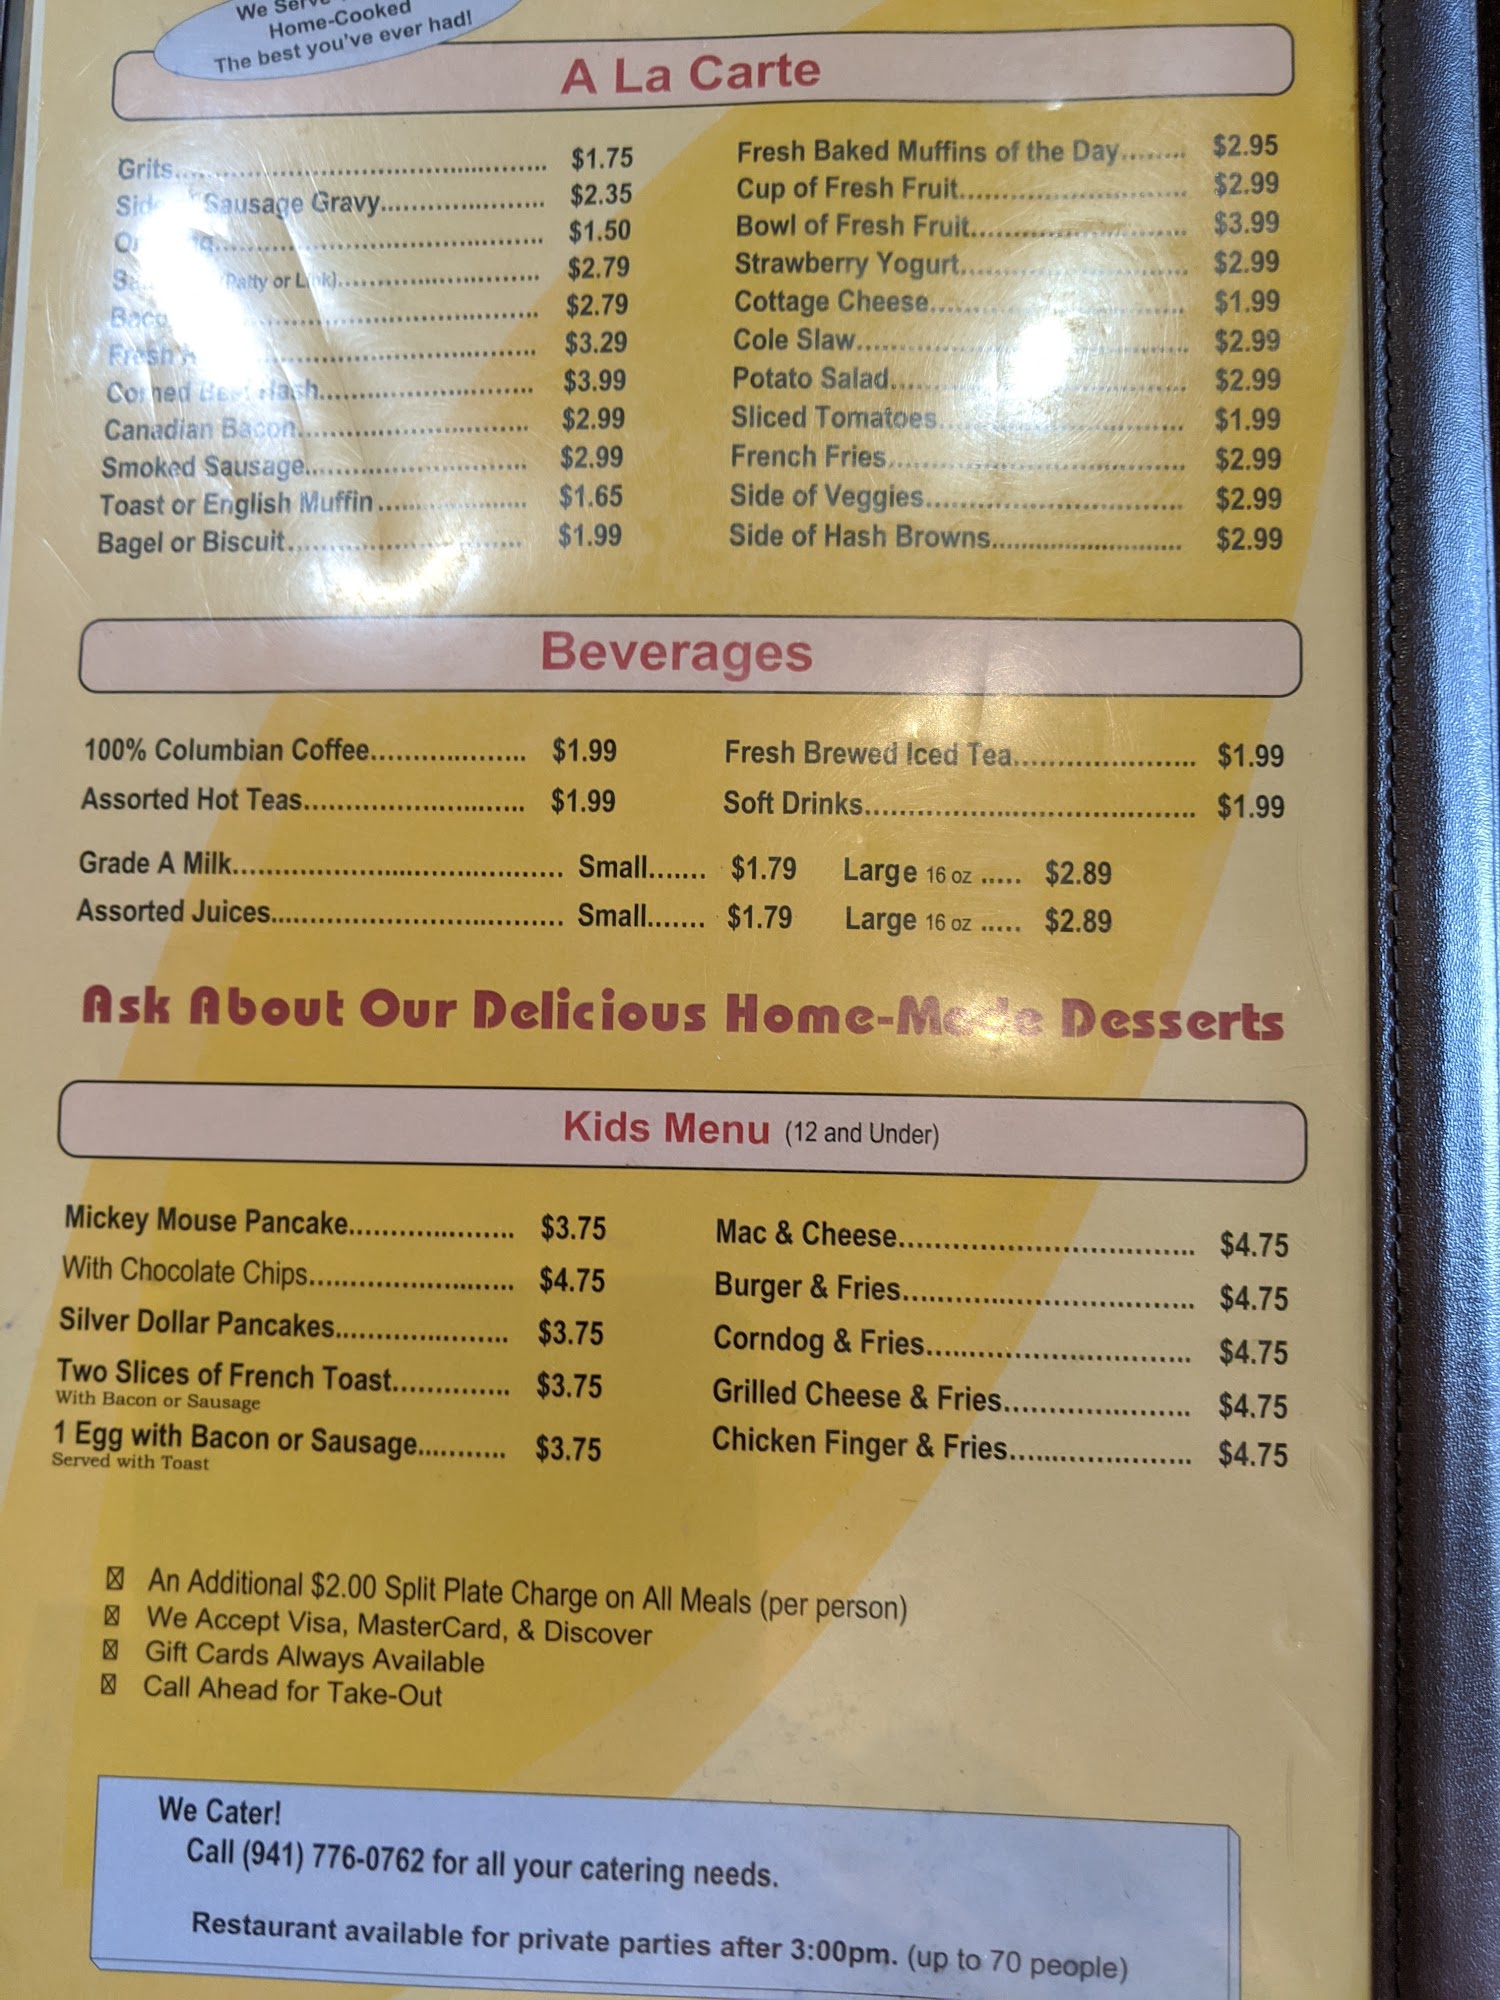 We Serve
Home-Cooked
The best you've ever had!
A La Carte
Grits $1.75
Sausage Gravy $2.35
$1.50
(Patty or Link) $2.79
$2.79
Fresh $3.29
Corned Beef Hash $3.99
Canadian Bacon $2.99
Smoked Sausage $2.99
Toast or English Muffin $1.65
Bagel or Biscuit $1.99
Fresh Baked Muffins of the Day $2.95
Cup of Fresh Fruit $2.99
Bowl of Fresh Fruit $3.99
Strawberry Yogurt $2.99
Cottage Cheese $1.99
Cole Slaw $2.99
Potato Salad $2.99
Sliced Tomatoes $1.99
French Fries $2.99
Side of Veggies $2.99
Side of Hash Browns $2.99
Beverages
100% Columbian Coffee $1.99
Assorted Hot Teas $1.99
Fresh Brewed Iced Tea $1.99
Soft Drinks $1.99
Grade A Milk Small $1.79 Large 16 oz $2.89
Assorted Juices Small $1.79 Large 16 oz $2.89
Ask About Our Delicious Home-Made Desserts
Kids Menu (12 and Under)
Mickey Mouse Pancake $3.75
With Chocolate Chips $4.75
Silver Dollar Pancakes $3.75
Two Slices of French Toast $3.75
With Bacon or Sausage
1 Egg with Bacon or Sausage $3.75
Served with Toast
Mac & Cheese $4.75
Burger & Fries $4.75
Corndog & Fries $4.75
Grilled Cheese & Fries $4.75
Chicken Finger & Fries $4.75
An Additional $2.00 Split Plate Charge on All Meals (per person)
We Accept Visa, MasterCard, & Discover
Gift Cards Always Available
Call Ahead for Take-Out
We Cater!
Call (941) 776-0762 for all your catering needs.
Restaurant available for private parties after 3:00pm. (up to 70 people)